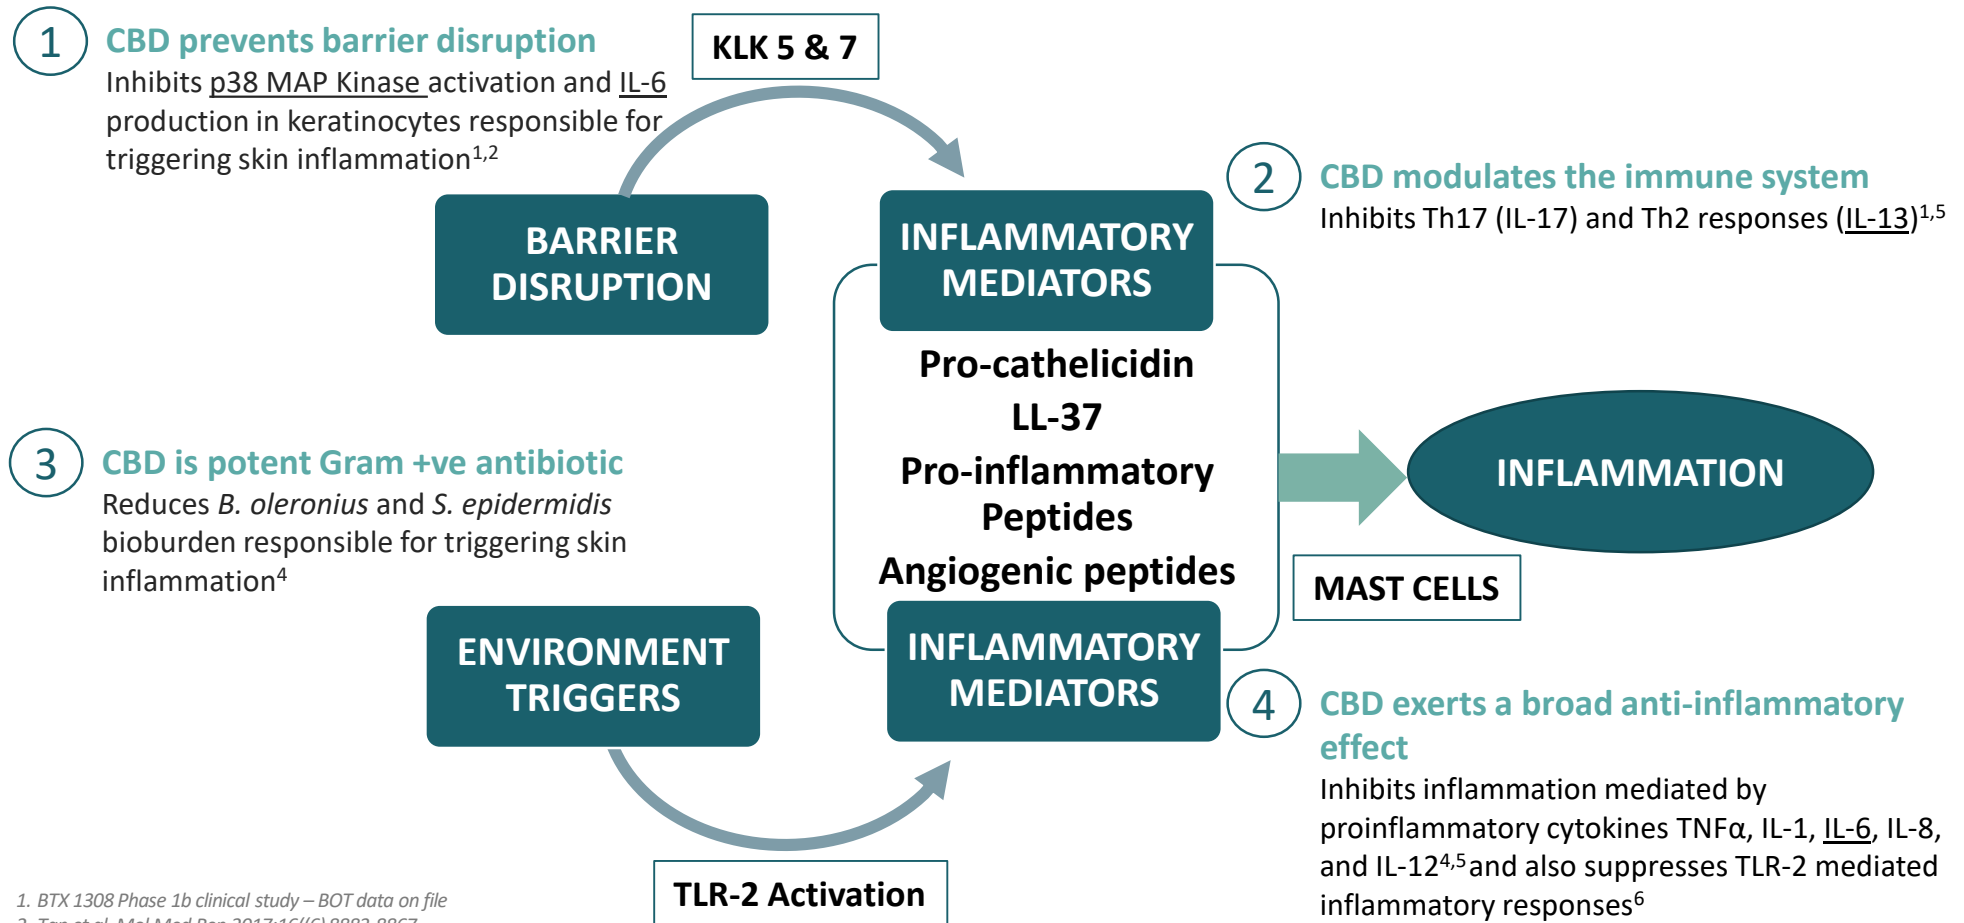 1
CBD prevents barrier disruption
Inhibits p38 MAP Kinase activation and IL-6
production in keratinocytes responsible for
triggering skin inflammation1,2
KLK 5 & 7
BARRIER
DISRUPTION
INFLAMMATORY
MEDIATORS
2
CBD modulates the immune system
Inhibits Th17 (IL-17) and Th2 responses (IL-13)1,5
Pro-cathelicidin
LL-37
Pro-inflammatory
Peptides
Angiogenic peptides
INFLAMMATION
MAST CELLS
3
CBD is potent Gram +ve antibiotic
Reduces B. oleronius and S. epidermidis
bioburden responsible for triggering skin
inflammation4
ENVIRONMENT
TRIGGERS
INFLAMMATORY
MEDIATORS
4
CBD exerts a broad anti-inflammatory
effect
Inhibits inflammation mediated by
proinflammatory cytokines TNFα, IL-1, IL-6, IL-8,
and IL-124,5 and also suppresses TLR-2 mediated
inflammatory responses6
TLR-2 Activation
1. BTX 1308 Phase 1b clinical study – BOT data on file